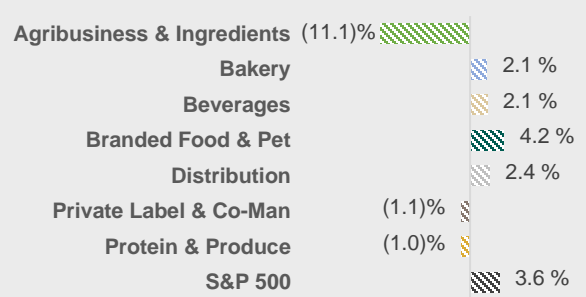 Agribusiness & Ingredients (11.1)%
Bakery 2.1 %
Beverages 2.1 %
Branded Food & Pet 4.2 %
Distribution 2.4 %
Private Label & Co-Man (1.1)%
Protein & Produce (1.0)%
S&P 500 3.6 %